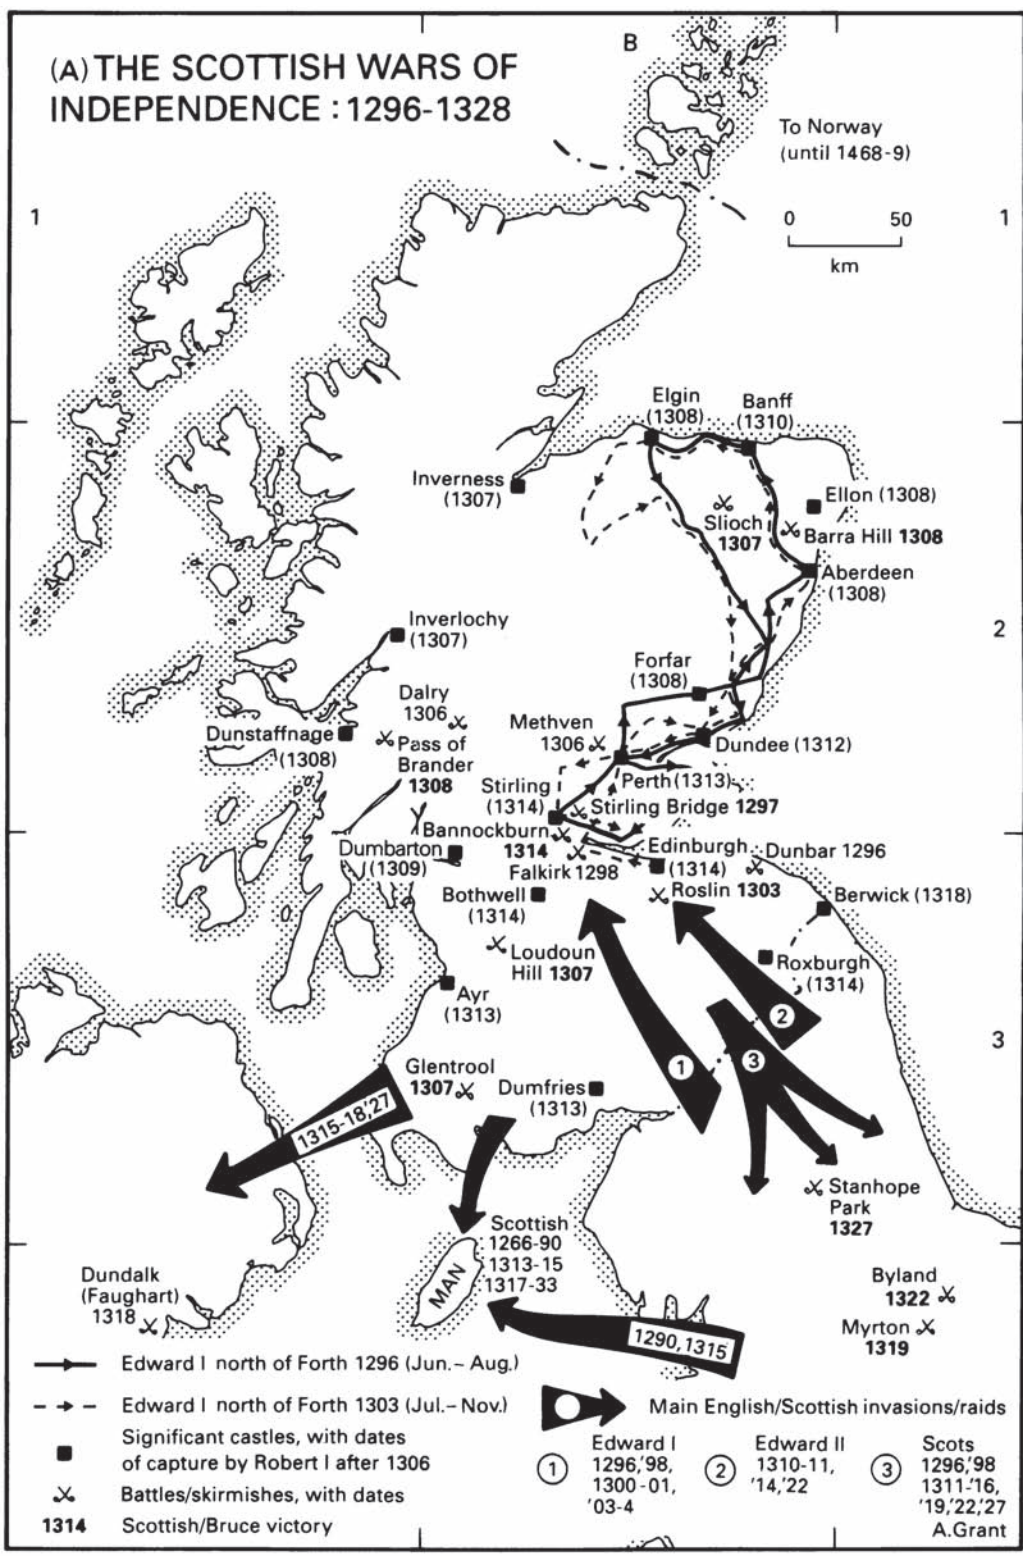 (A) THE SCOTTISH WARS OF
INDEPENDENCE : 1296-1328
B
To Norway
(until 1468-9)
1
1
0 50
km
Elgin
(1308)
Banff
(1310)
Inverness
(1307)
Ellon (1308)
Slioch
1307
Barra Hill 1308
Aberdeen
(1308)
Inverlochy
(1307)
2
Forfar
(1308)
Dalry
1306
Methven
1306
Dunstaffnage
(1308)
Pass of
Brander
1308
Dundee (1312)
Perth (1313)
Stirling
(1314)
Stirling Bridge 1297
Bannockburn
1314
Edinburgh
(1314)
Dunbar 1296
Dumbarton
(1309)
Falkirk 1298
Roslin 1303
Bothwell
(1314)
Berwick (1318)
Loudoun
Hill 1307
Roxburgh
(1314)
Ayr
(1313)
2
3
1
3
Glentrool
1307
Dumfries
(1313)
1315-18,'27
Stanhope
Park
1327
Scottish
1266-90
1313-15
1317-33
MAN
Dundalk
(Faughart)
1318
Byland
1322
Myrton
1319
1290, 1315
Edward I north of Forth 1296 (Jun.– Aug.)
Edward I north of Forth 1303 (Jul.– Nov.)
Significant castles, with dates
of capture by Robert I after 1306
Battles/skirmishes, with dates
1314 Scottish/Bruce victory
Main English/Scottish invasions/raids
1 Edward I
1296,'98,
1300-01,
'03-4
2 Edward II
1310-11,
'14,'22
3 Scots
1296,'98
1311-'16,
'19,'22,'27
A.Grant